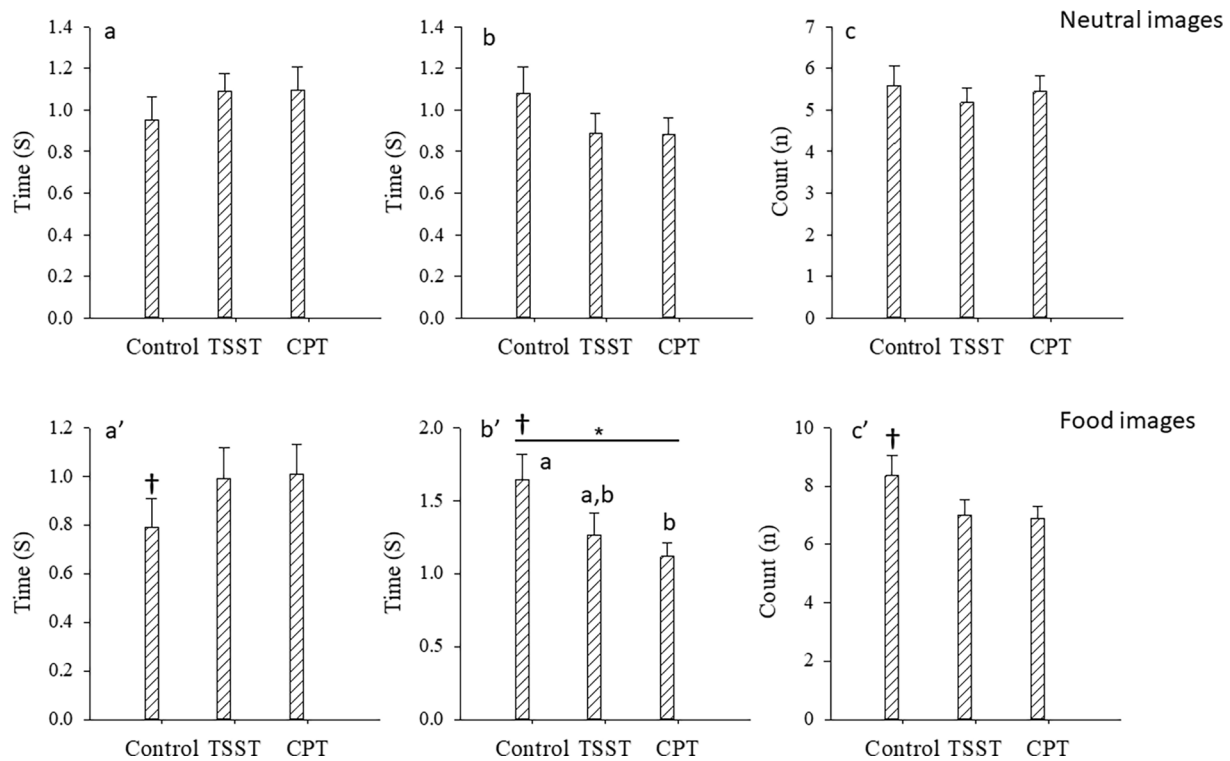 Neutral images
a
1.4
1.2
1.0
0.8
0.6
0.4
0.2
0.0
Time (S)
Control TSST CPT
b
1.4
1.2
1.0
0.8
0.6
0.4
0.2
0.0
Time (S)
Control TSST CPT
c
7
6
5
4
3
2
1
0
Count (n)
Control TSST CPT
Food images
a’
1.2
1.0
0.8
0.6
0.4
0.2
0.0
Time (S)
†
Control TSST CPT
b’
2.0
1.5
1.0
0.5
0.0
Time (S)
†
*
a
a,b
b
Control TSST CPT
c’
10
8
6
4
2
0
Count (n)
†
Control TSST CPT